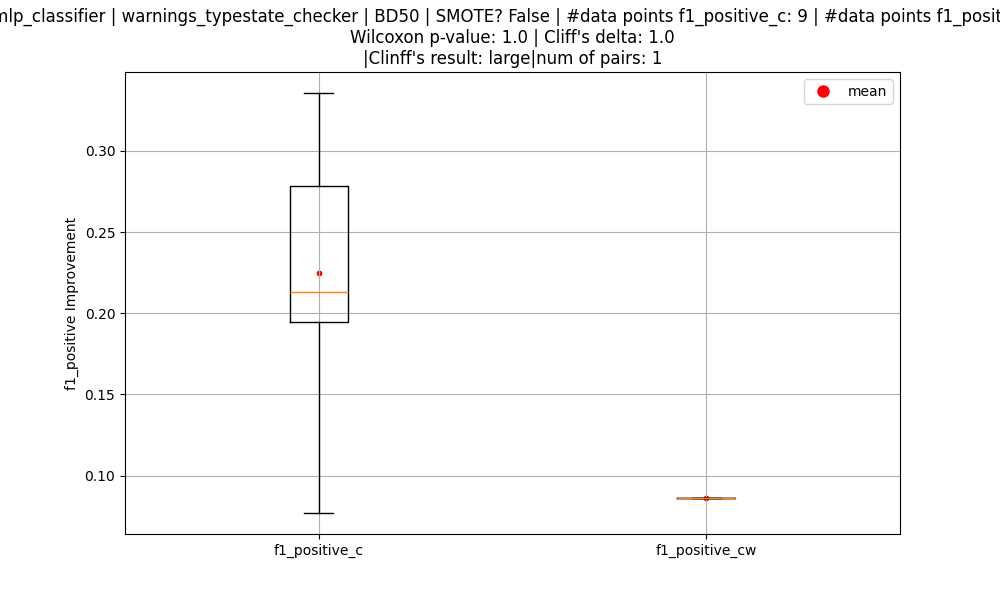 mlp_classifier | warnings_typestate_checker | BD50 | SMOTE? False | #data points f1_positive_c: 9 | #data points f1_posit
Wilcoxon p-value: 1.0 | Cliff's delta: 1.0
|Clinff's result: large|num of pairs: 1
mean
f1_positive Improvement
0.30
0.25
0.20
0.15
0.10
f1_positive_c
f1_positive_cw